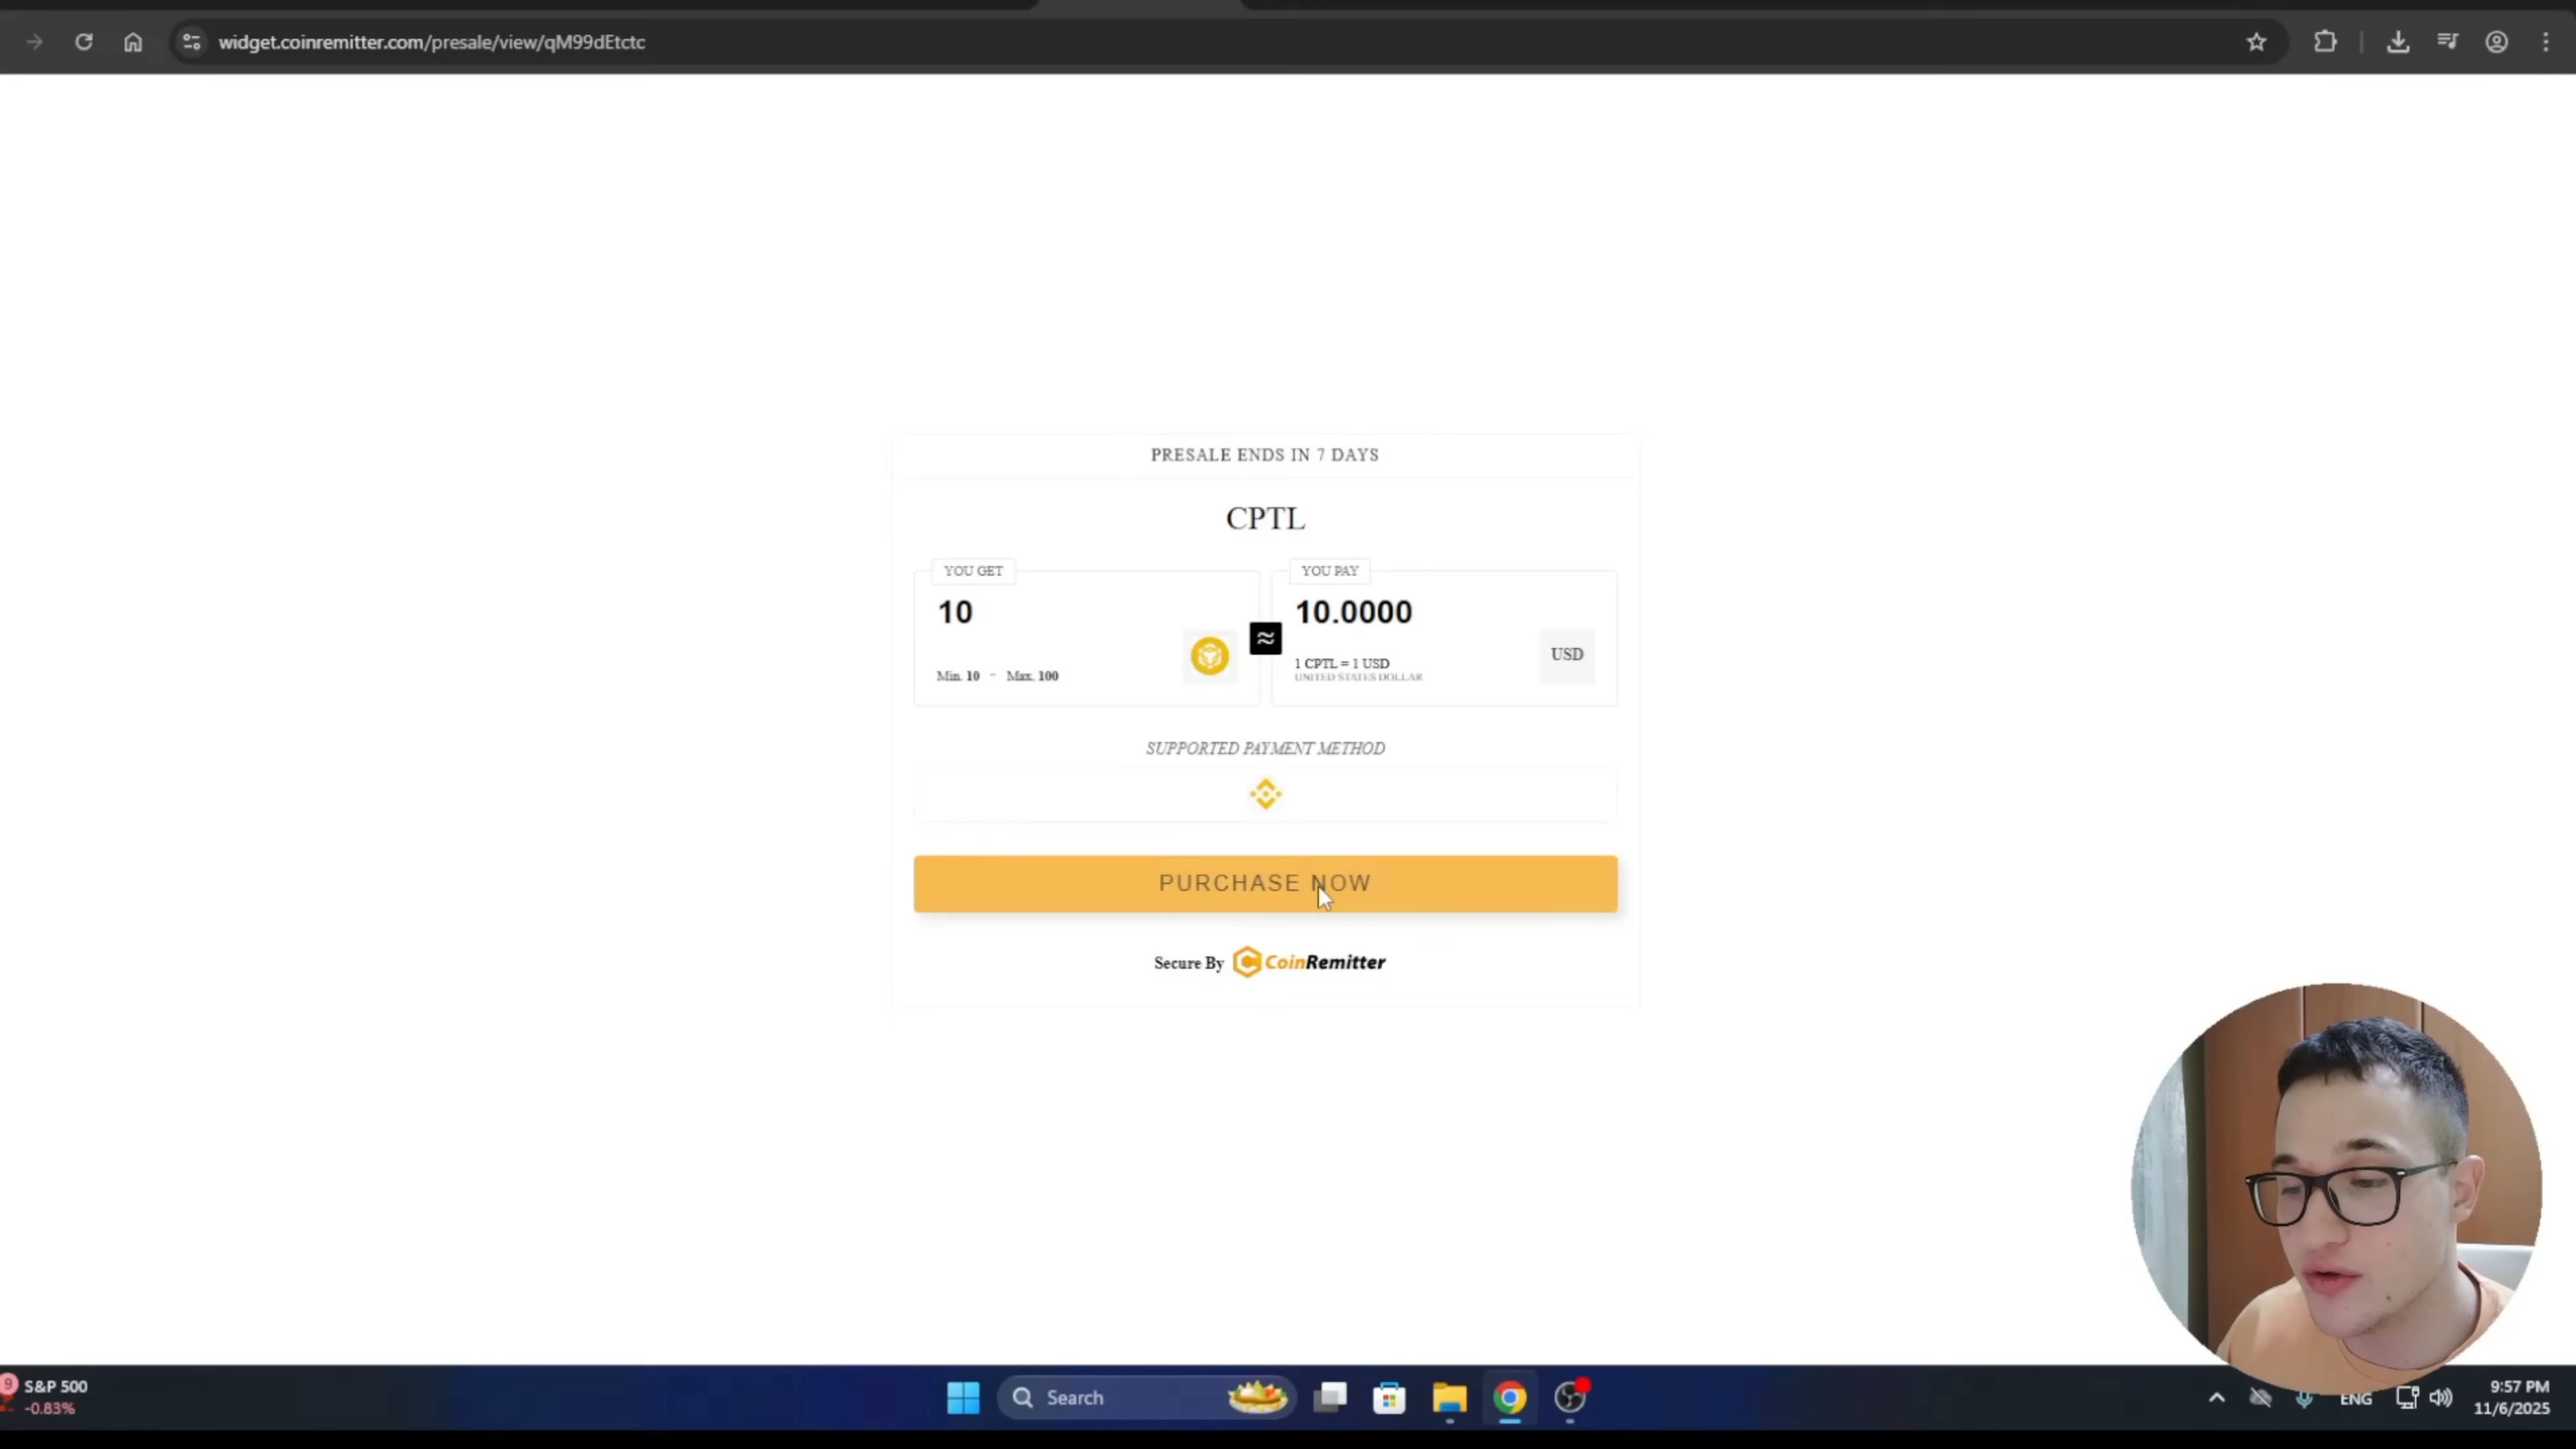 widget.coinremitter.com/presale/view/qM99dEtctc
PRESALE ENDS IN 7 DAYS
CPTL
YOU GET
10
Min. 10 - Max. 100
≈
YOU PAY
10.0000
1 CPTL = 1 USD
UNITED STATES DOLLAR
USD
SUPPORTED PAYMENT METHOD
PURCHASE NOW
Secure By CoinRemitter
9
S&P 500
-0.83%
Search
ENG
9:57 PM
11/6/2025